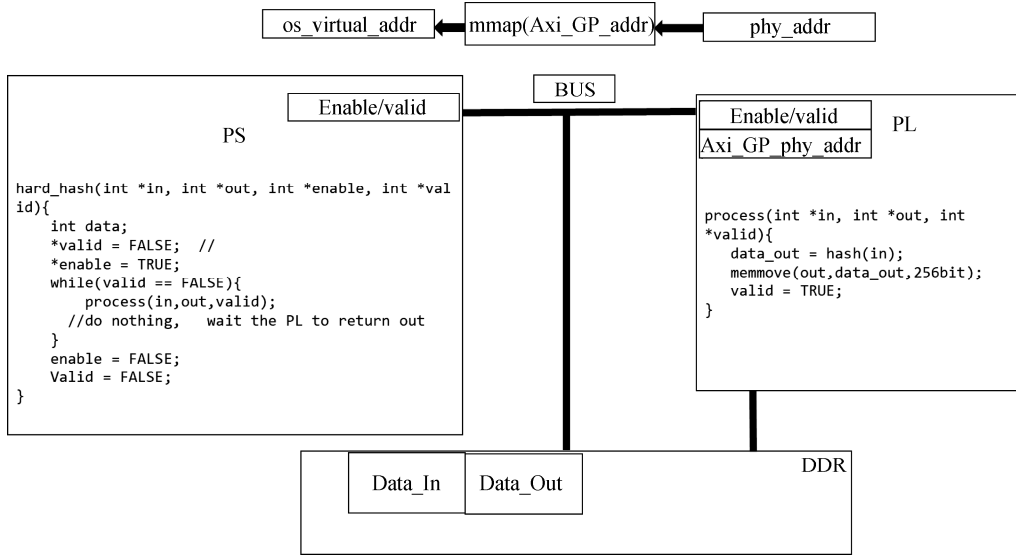 os_virtual_addr
mmap(Axi_GP_addr)
phy_addr
BUS
Enable/valid
PS
hard_hash(int *in, int *out, int *enable, int *val
id){
int data;
*valid = FALSE;  //
*enable = TRUE;
while(valid == FALSE){
process(in,out,valid);
//do nothing,   wait the PL to return out
}
enable = FALSE;
Valid = FALSE;
}
Enable/valid
PL
Axi_GP_phy_addr
process(int *in, int *out, int
*valid){
data_out = hash(in);
memmove(out,data_out,256bit);
valid = TRUE;
}
DDR
Data_In
Data_Out